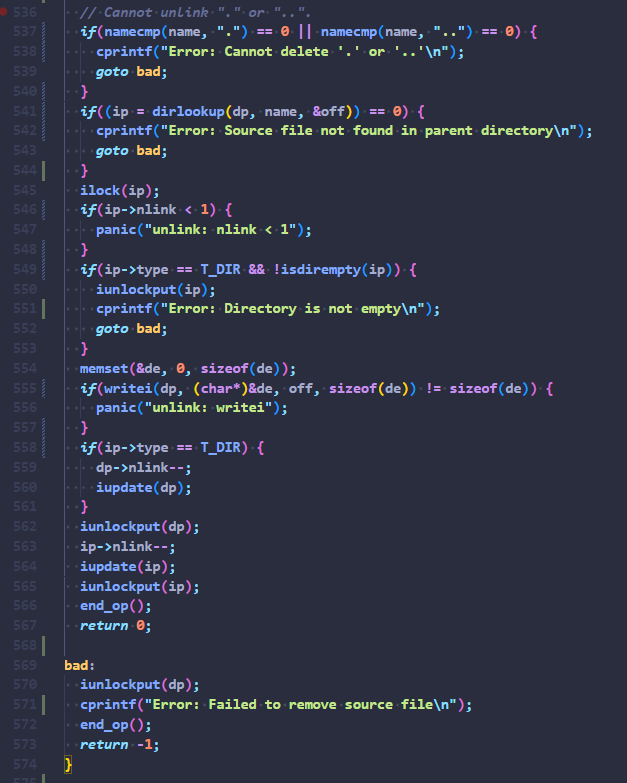 536 // Cannot unlink "." or "..".
537 if(namecmp(name, ".") == 0 || namecmp(name, "..") == 0) {
538 cprintf("Error: Cannot delete '.' or '..'\n");
539 goto bad;
540 }
541 if((ip = dirlookup(dp, name, &off)) == 0) {
542 cprintf("Error: Source file not found in parent directory\n");
543 goto bad;
544 }
545 ilock(ip);
546 if(ip->nlink < 1) {
547 panic("unlink: nlink < 1");
548 }
549 if(ip->type == T_DIR && !isdirempty(ip)) {
550 iunlockput(ip);
551 cprintf("Error: Directory is not empty\n");
552 goto bad;
553 }
554 memset(&de, 0, sizeof(de));
555 if(writei(dp, (char*)&de, off, sizeof(de)) != sizeof(de)) {
556 panic("unlink: writei");
557 }
558 if(ip->type == T_DIR) {
559 dp->nlink--;
560 iupdate(dp);
561 }
562 iunlockput(dp);
563 ip->nlink--;
564 iupdate(ip);
565 iunlockput(ip);
566 end_op();
567 return 0;
568
569 bad:
570 iunlockput(dp);
571 cprintf("Error: Failed to remove source file\n");
572 end_op();
573 return -1;
574 }